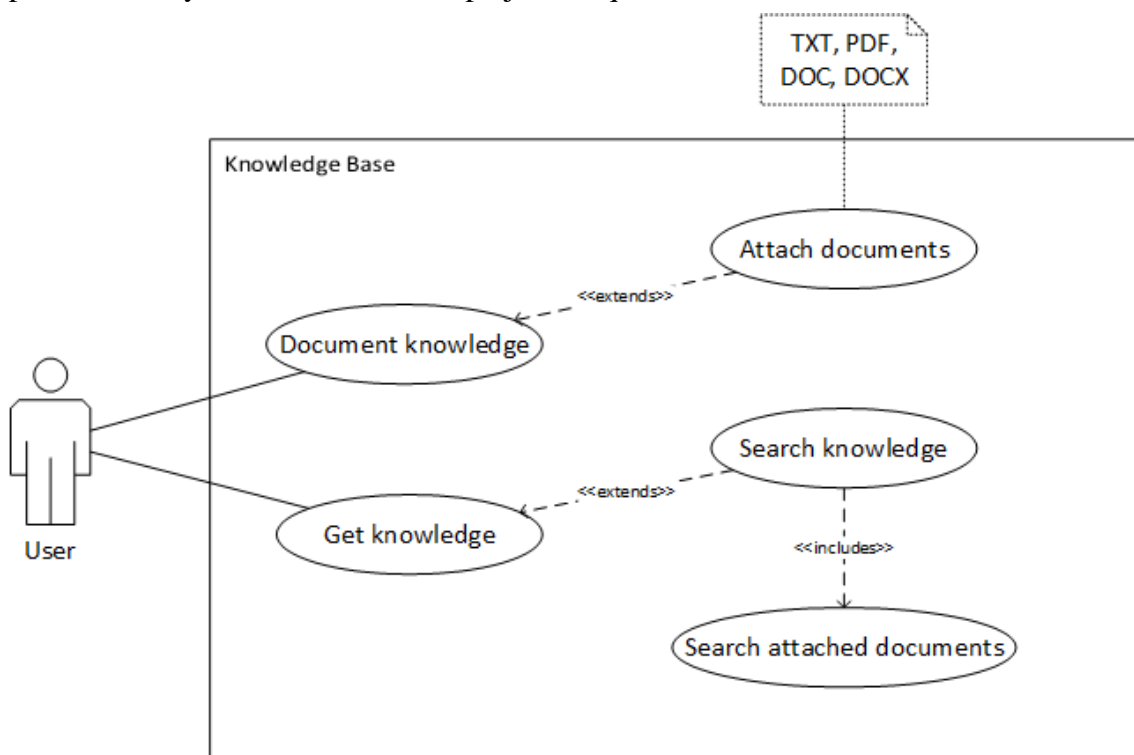 TXT, PDF,
DOC, DOCX
Knowledge Base
Attach documents
<<extends>>
Document knowledge
Search knowledge
<<extends>>
Get knowledge
User
<<includes>>
Search attached documents